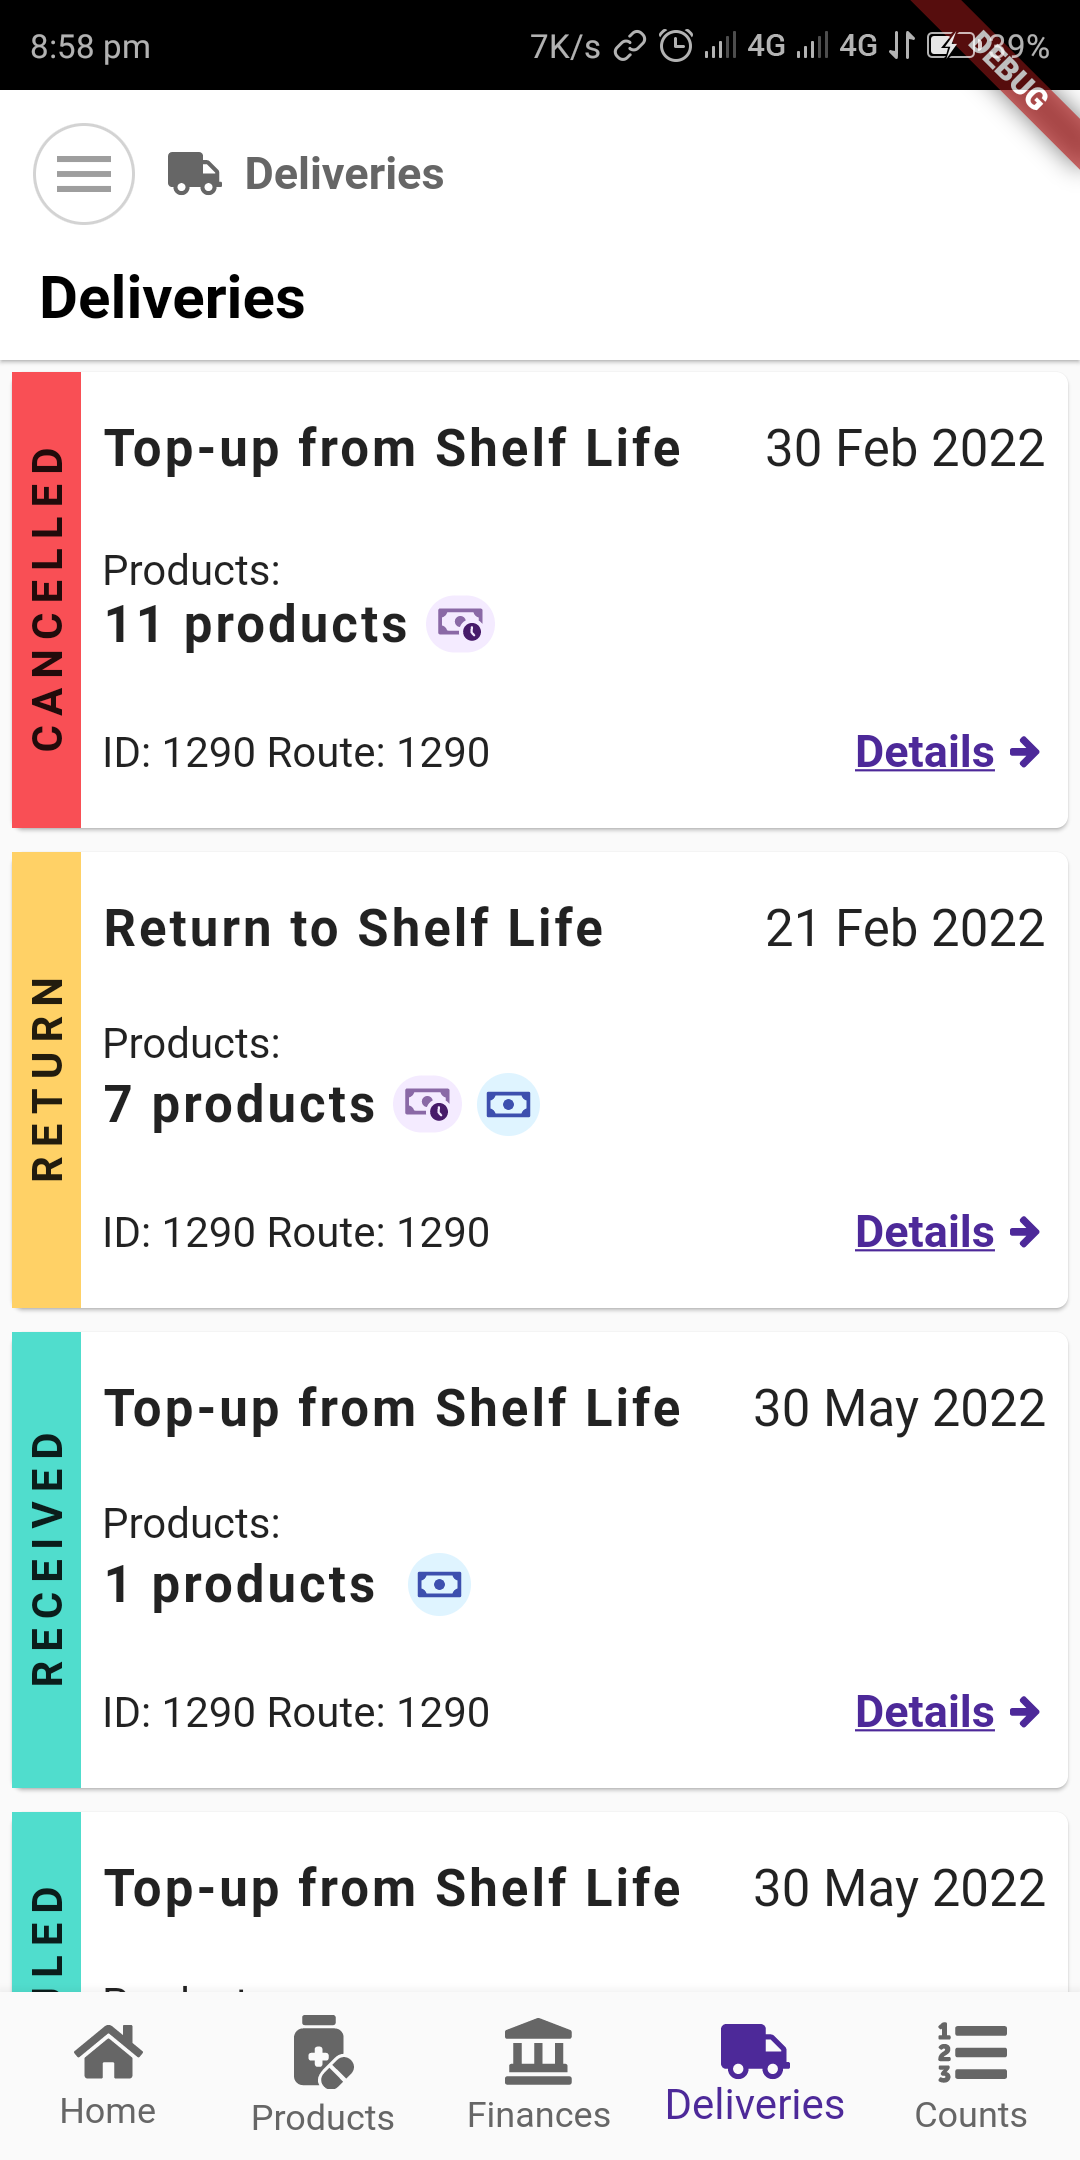 8:58 pm 7K/s 4G 4G 39%
DEBUG
Deliveries
Deliveries
CANCELLED
Top-up from Shelf Life 30 Feb 2022
Products:
11 products
ID: 1290 Route: 1290 Details
RETURN
Return to Shelf Life 21 Feb 2022
Products:
7 products
ID: 1290 Route: 1290 Details
RECEIVED
Top-up from Shelf Life 30 May 2022
Products:
1 products
ID: 1290 Route: 1290 Details
Top-up from Shelf Life 30 May 2022
Home Products Finances Deliveries Counts